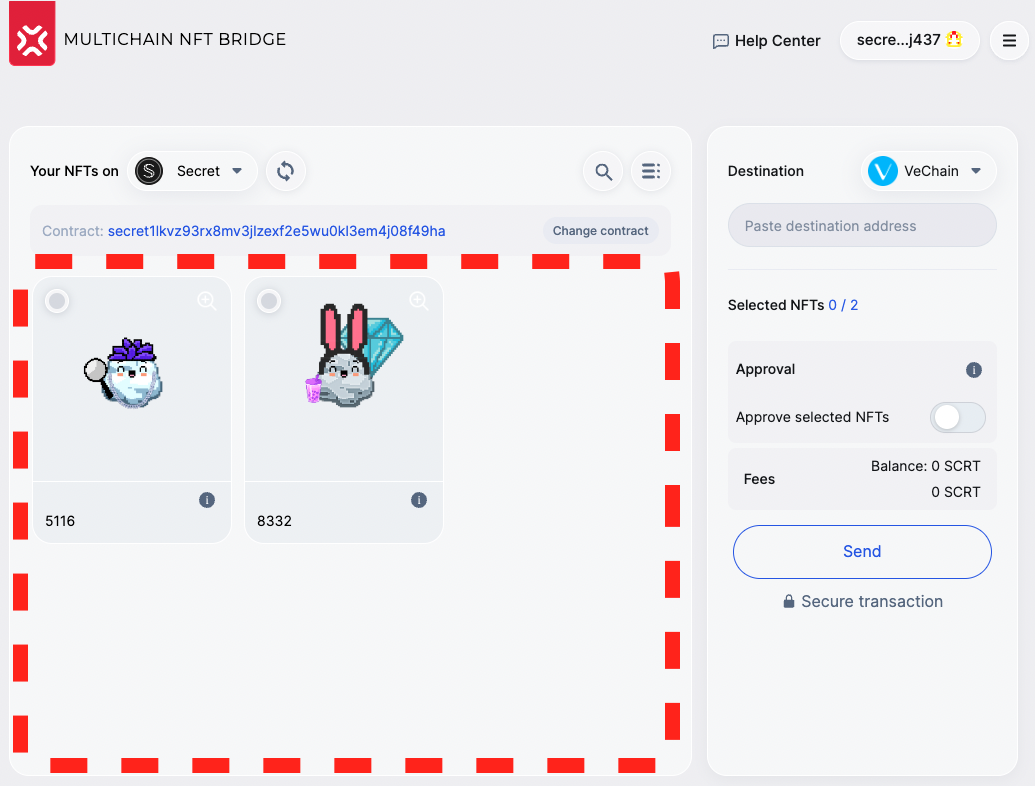 MULTICHAIN NFT BRIDGE
Help Center
secre...j437
Your NFTs on
Secret
Contract: secret1lkvz93rx8mv3jlzexf2e5wu0kl3em4j08f49ha
Change contract
5116
8332
Destination
VeChain
Paste destination address
Selected NFTs 0 / 2
Approval
Approve selected NFTs
Fees
Balance: 0 SCRT
0 SCRT
Send
Secure transaction